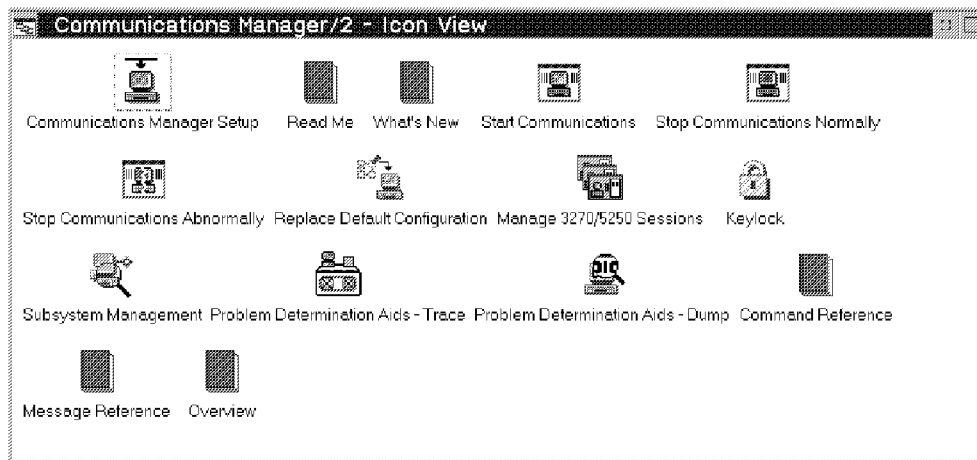 Communications Manager/2 - Icon View
Communications Manager Setup Read Me What's New Start Communications Stop Communications Normally
Stop Communications Abnormally Replace Default Configuration Manage 3270/5250 Sessions Keylock
Subsystem Management Problem Determination Aids - Trace Problem Determination Aids - Dump Command Reference
Message Reference Overview